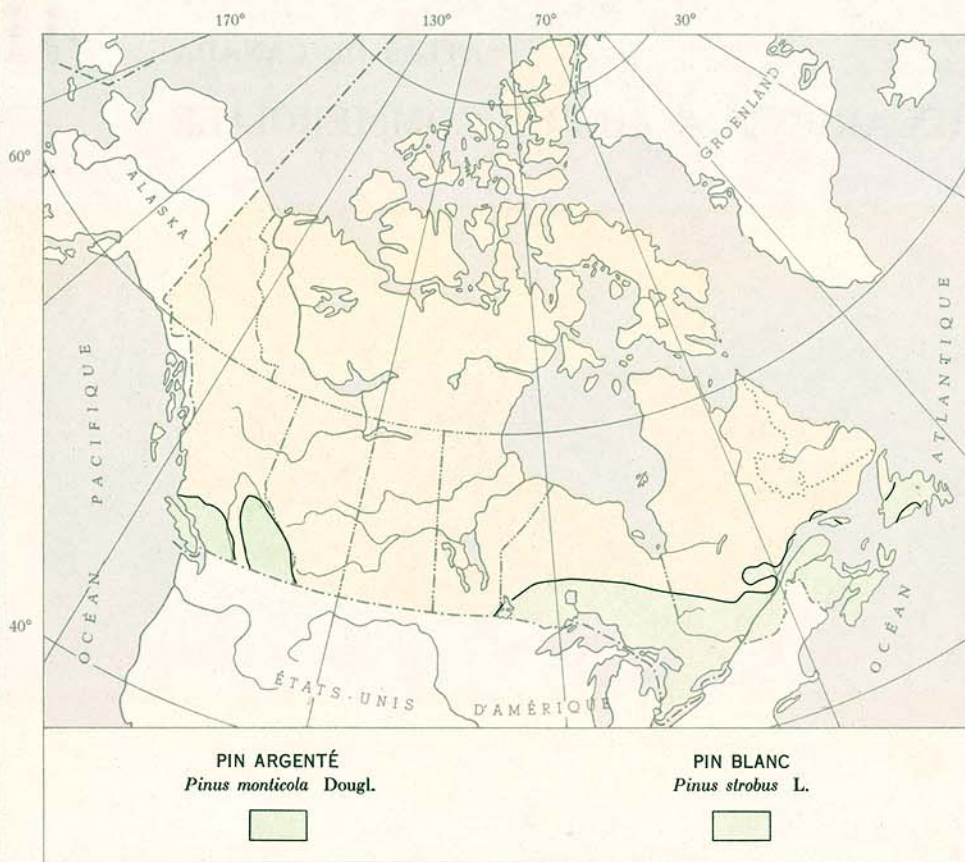 170° 130° 70° 30°
60°
40°
ALASKA
GROENLAND
OCÉAN PACIFIQUE
OCÉAN ATLANTIQUE
ÉTATS-UNIS D'AMÉRIQUE
PIN ARGENTÉ
Pinus monticola Dougl.
PIN BLANC
Pinus strobus L.